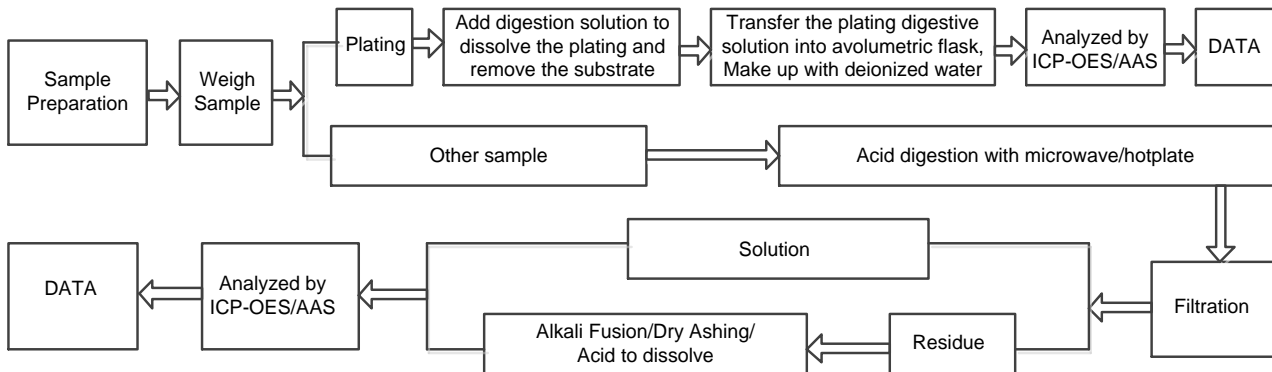 Sample
Preparation
Weigh
Sample
Plating
Add digestion solution to
dissolve the plating and
remove the substrate
Transfer the plating digestive
solution into avolumetric flask,
Make up with deionized water
Analyzed by
ICP-OES/AAS
DATA
Other sample
Acid digestion with microwave/hotplate
Filtration
Solution
Residue
Alkali Fusion/Dry Ashing/
Acid to dissolve
Analyzed by
ICP-OES/AAS
DATA